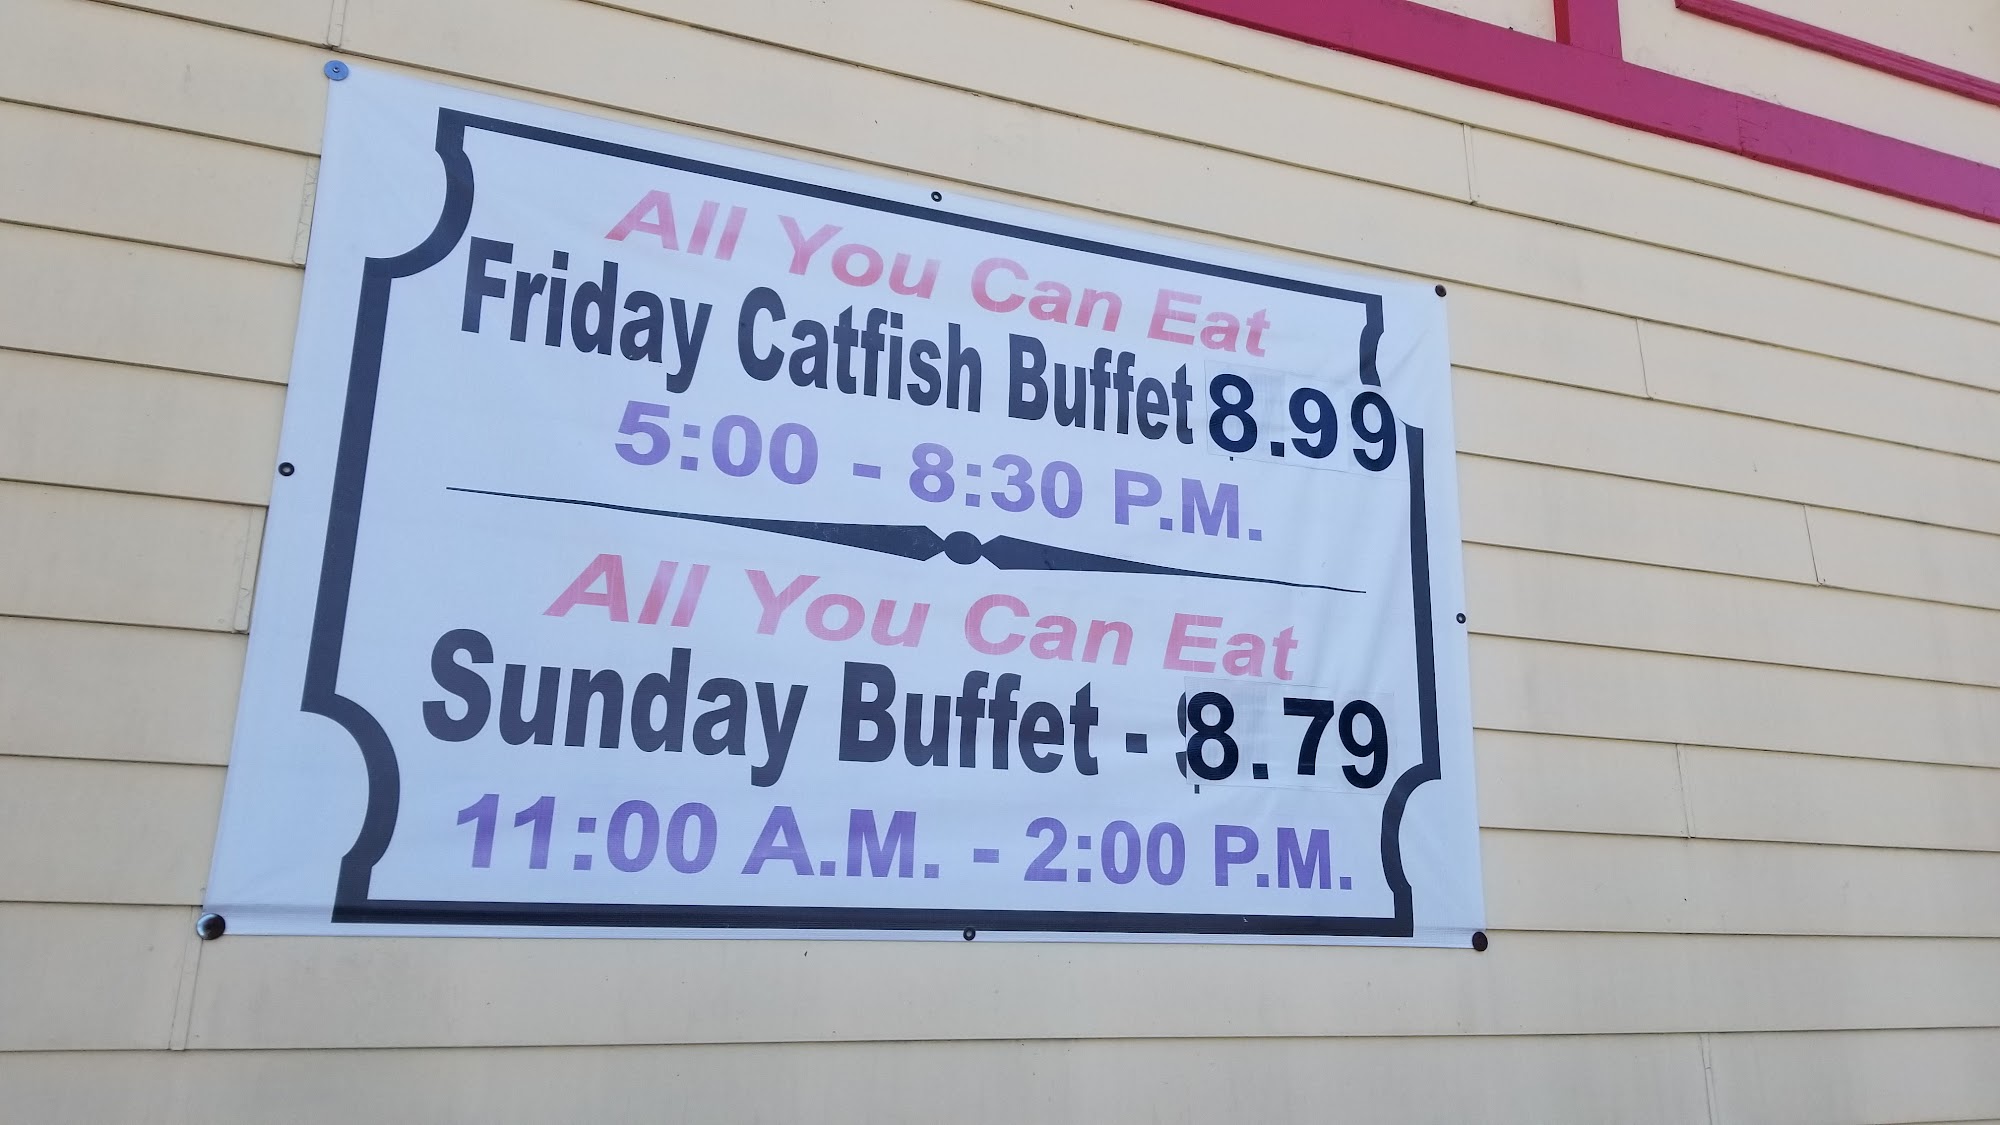 All You Can Eat
Friday Catfish Buffet 8.99
5:00 - 8:30 P.M.
All You Can Eat
Sunday Buffet - $8.79
11:00 A.M. - 2:00 P.M.